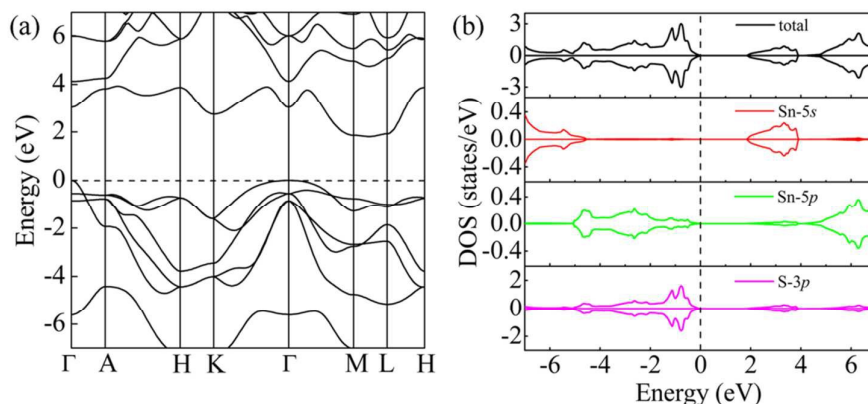 (a)
6
4
2
0
-2
-4
-6
Energy (eV)
Γ A H K Γ M L H
(b)
3
0
-3
total
0.4
0.0
-0.4
Sn-5s
0.4
0.0
-0.4
Sn-5p
2
0
-2
S-3p
DOS (states/eV)
-6 -4 -2 0 2 4 6
Energy (eV)